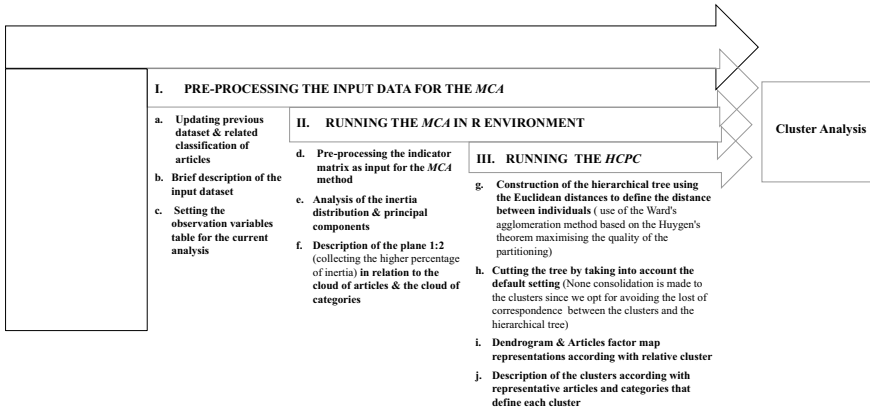 I. PRE-PROCESSING THE INPUT DATA FOR THE MCA
a. Updating previous
dataset & related
classification of
articles
b. Brief description of the
input dataset
c. Setting the
observation variables
table for the current
analysis
II. RUNNING THE MCA IN R ENVIRONMENT
d. Pre-processing the indicator
matrix as input for the MCA
method
e. Analysis of the inertia
distribution & principal
components
f. Description of the plane 1:2
(collecting the higher percentage
of inertia) in relation to the
cloud of articles & the cloud of
categories
III. RUNNING THE HCPC
g. Construction of the hierarchical tree using
the Euclidean distances to define the distance
between individuals ( use of the Ward's
agglomeration method based on the Huygen's
theorem maximising the quality of the
partitioning)
h. Cutting the tree by taking into account the
default setting (None consolidation is made to
the clusters since we opt for avoiding the lost of
correspondence between the clusters and the
hierarchical tree)
i. Dendrogram & Articles factor map
representations according with relative cluster
j. Description of the clusters according with
representative articles and categories that
define each cluster
Cluster Analysis